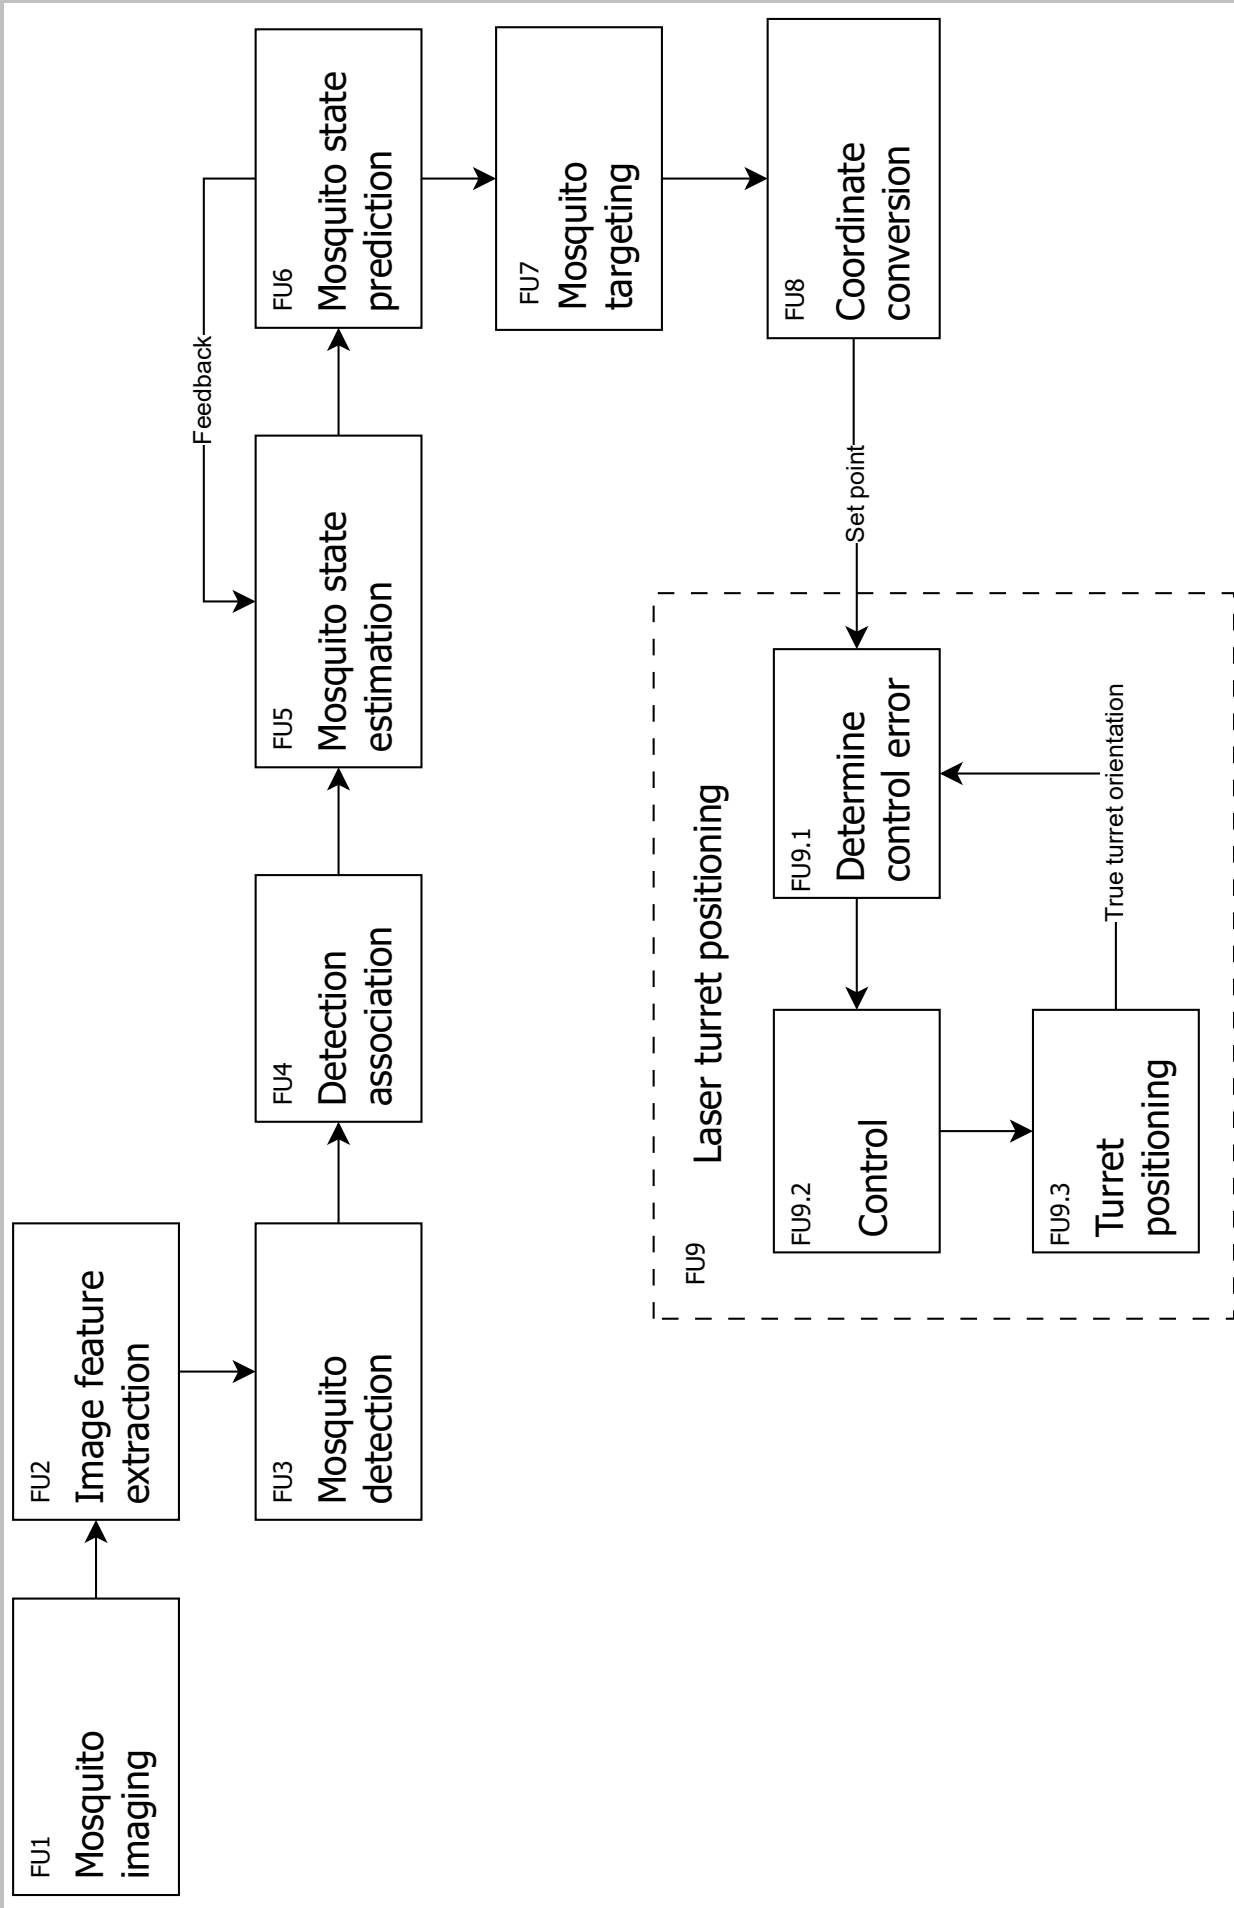 FU1
Mosquito
imaging
FU2
Image feature
extraction
FU3
Mosquito
detection
FU4
Detection
association
FU5
Mosquito state
estimation
Feedback
FU6
Mosquito state
prediction
FU7
Mosquito
targeting
FU8
Coordinate
conversion
Set point
FU9
Laser turret positioning
FU9.1
Determine
control error
FU9.2
Control
FU9.3
Turret
positioning
True turret orientation